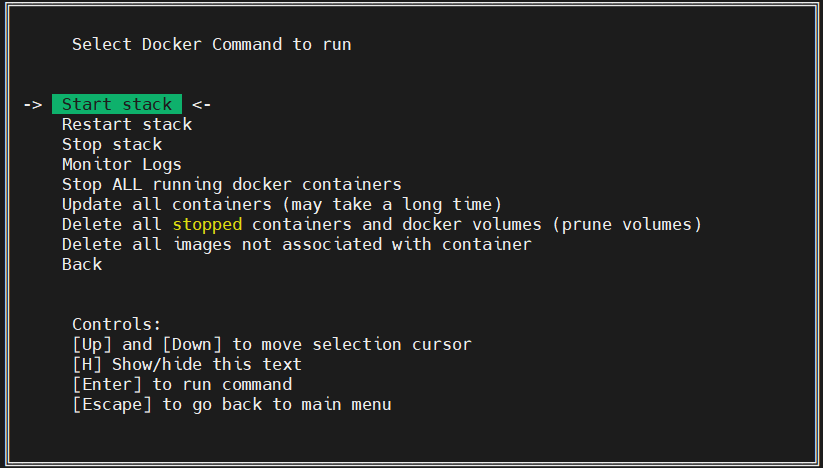 Select Docker Command to run
-> Start stack <-
Restart stack
Stop stack
Monitor Logs
Stop ALL running docker containers
Update all containers (may take a long time)
Delete all stopped containers and docker volumes (prune volumes)
Delete all images not associated with container
Back
Controls:
[Up] and [Down] to move selection cursor
[H] Show/hide this text
[Enter] to run command
[Escape] to go back to main menu